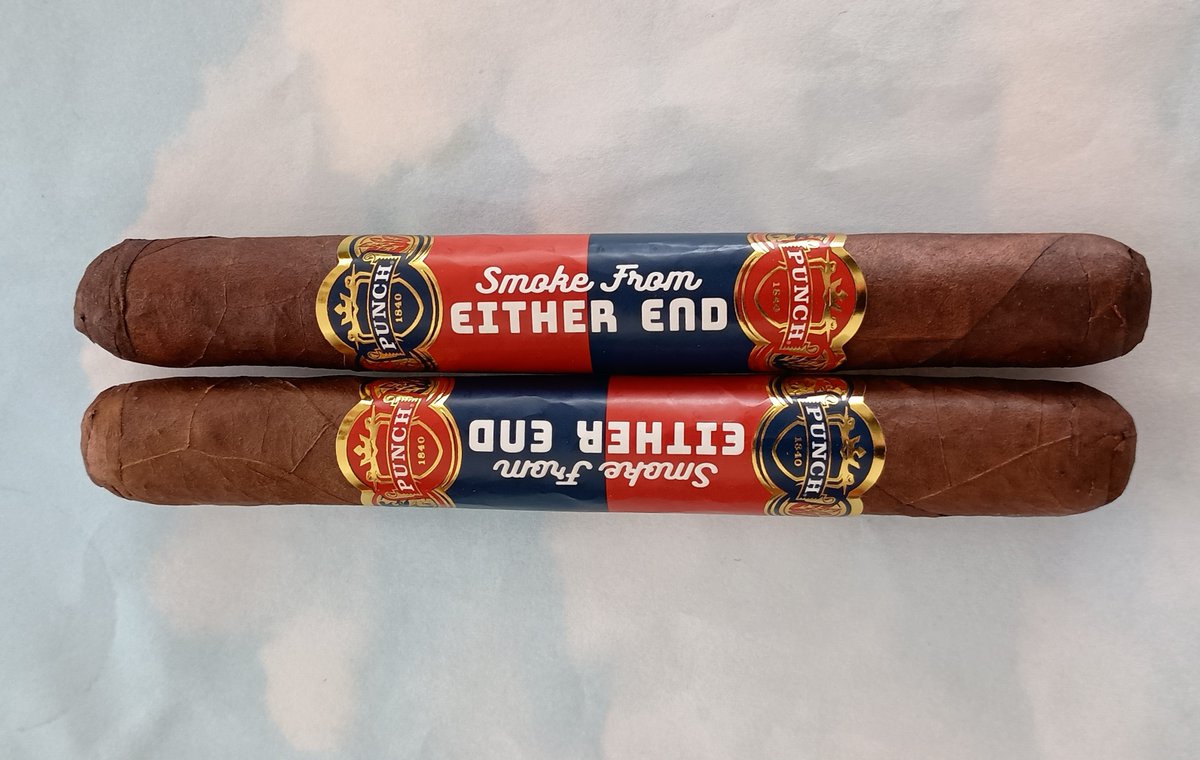 PUNCH
1840
Smoke From
EITHER END
PUNCH
1840
PUNCH
1840
Smoke From
EITHER END
PUNCH
1840